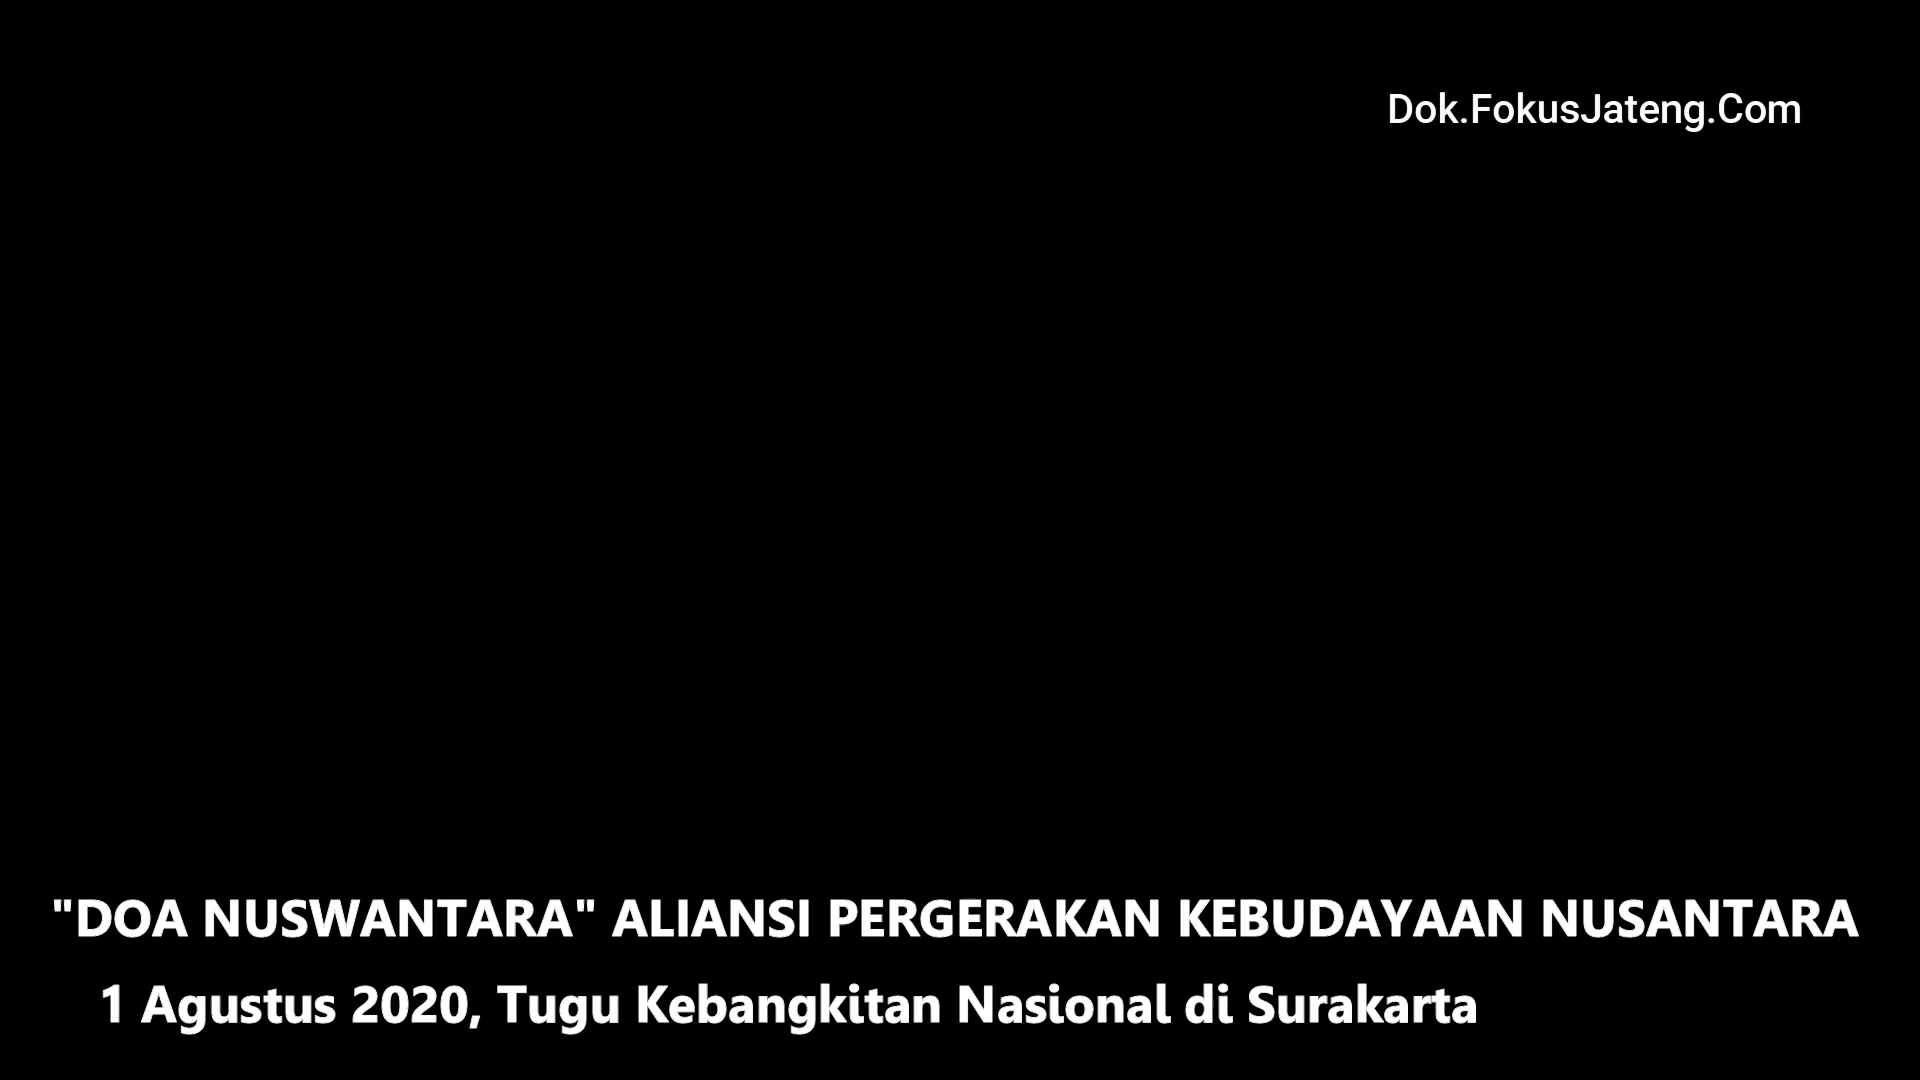 Dok.FokusJateng.Com
"DOA NUSWANTARA" ALIANSI PERGERAKAN KEBUDAYAAN NUSANTARA
1 Agustus 2020, Tugu Kebangkitan Nasional di Surakarta